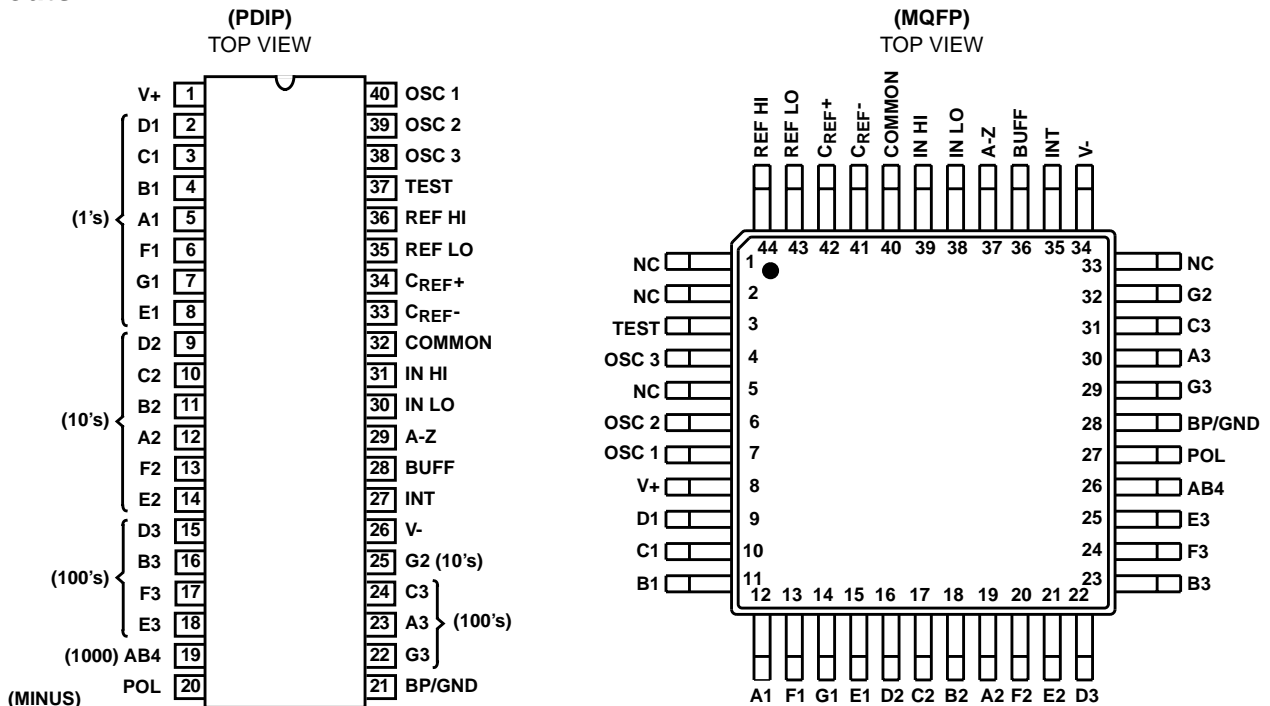 (PDIP)
TOP VIEW
V+ 1 40 OSC 1
D1 2 39 OSC 2
C1 3 38 OSC 3
B1 4 37 TEST
(1's) A1 5 36 REF HI
F1 6 35 REF LO
G1 7 34 CREF+
E1 8 33 CREF-
D2 9 32 COMMON
C2 10 31 IN HI
B2 11 30 IN LO
(10's) A2 12 29 A-Z
F2 13 28 BUFF
E2 14 27 INT
D3 15 26 V-
B3 16 25 G2 (10's)
(100's) F3 17 24 C3
E3 18 23 A3 (100's)
(1000) AB4 19 22 G3
POL 20 21 BP/GND
(MINUS)
(MQFP)
TOP VIEW
REF HI REF LO CREF+ CREF- COMMON IN HI IN LO A-Z BUFF INT V-
44 43 42 41 40 39 38 37 36 35 34
NC 1 33 NC
NC 2 32 G2
TEST 3 31 C3
OSC 3 4 30 A3
NC 5 29 G3
OSC 2 6 28 BP/GND
OSC 1 7 27 POL
V+ 8 26 AB4
D1 9 25 E3
C1 10 24 F3
B1 11 23 B3
12 13 14 15 16 17 18 19 20 21 22
A1 F1 G1 E1 D2 C2 B2 A2 F2 E2 D3